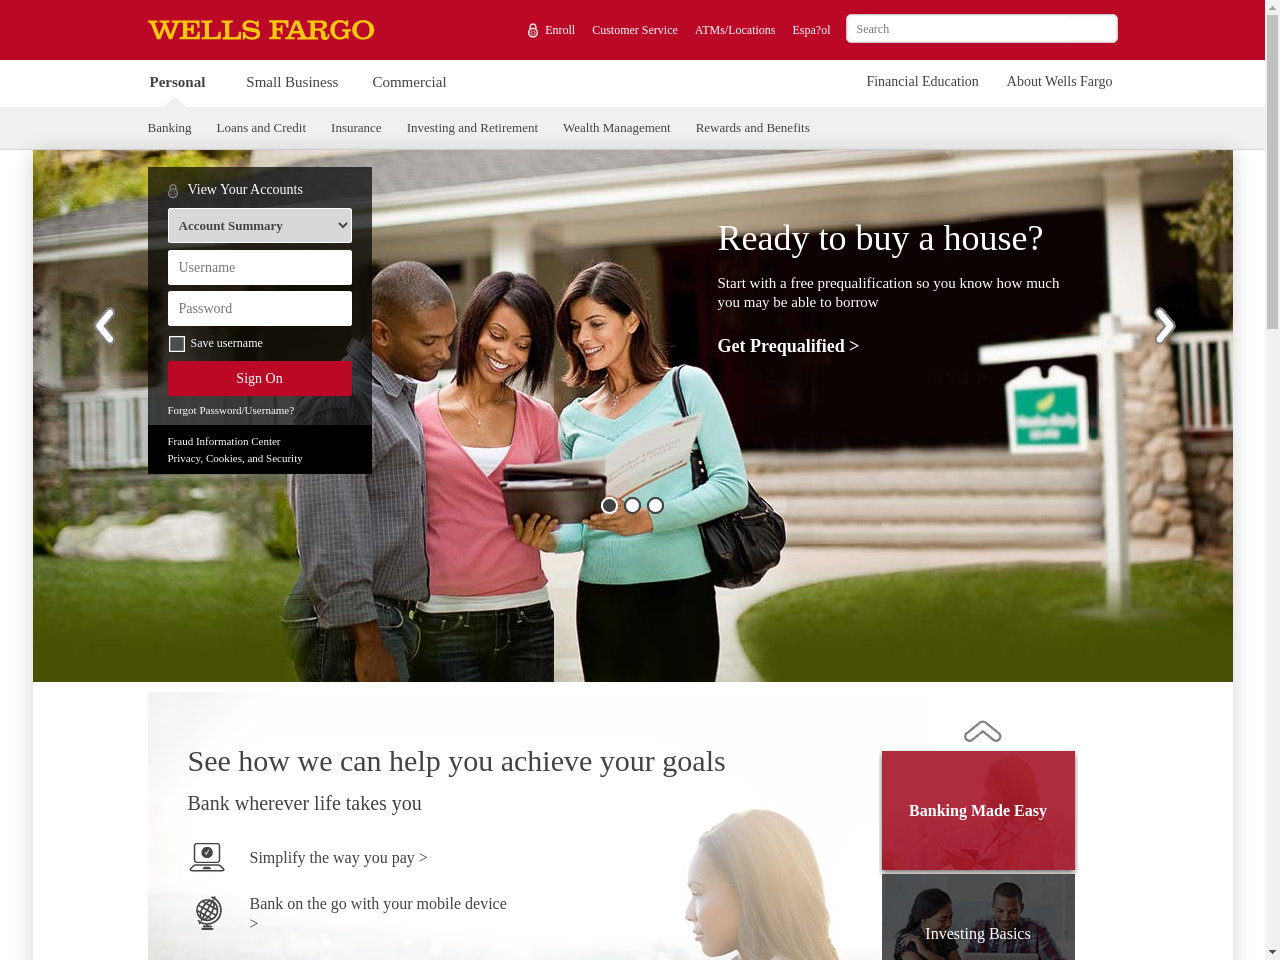 WELLS FARGO
Enroll
Customer Service
ATMs/Locations
Espa?ol
Search
Personal
Small Business
Commercial
Financial Education
About Wells Fargo
Banking
Loans and Credit
Insurance
Investing and Retirement
Wealth Management
Rewards and Benefits
View Your Accounts
Account Summary
Username
Password
Save username
Sign On
Forgot Password/Username?
Fraud Information Center
Privacy, Cookies, and Security
Ready to buy a house?
Start with a free prequalification so you know how much
you may be able to borrow
Get Prequalified >
See how we can help you achieve your goals
Bank wherever life takes you
Simplify the way you pay >
Bank on the go with your mobile device
>
Banking Made Easy
Investing Basics